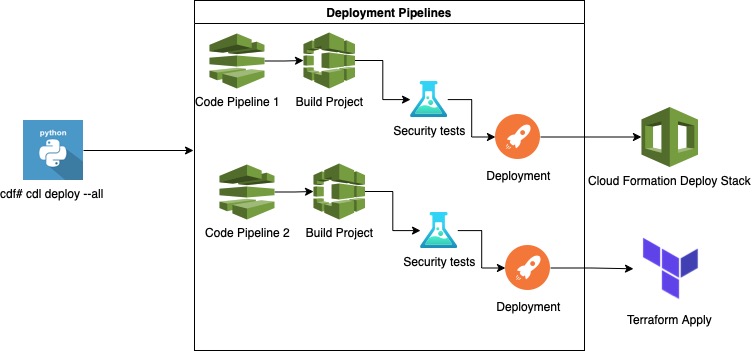 Deployment Pipelines
Code Pipeline 1
Build Project
Security tests
Deployment
Cloud Formation Deploy Stack
python
cdf# cdl deploy --all
Code Pipeline 2
Build Project
Security tests
Deployment
Terraform Apply